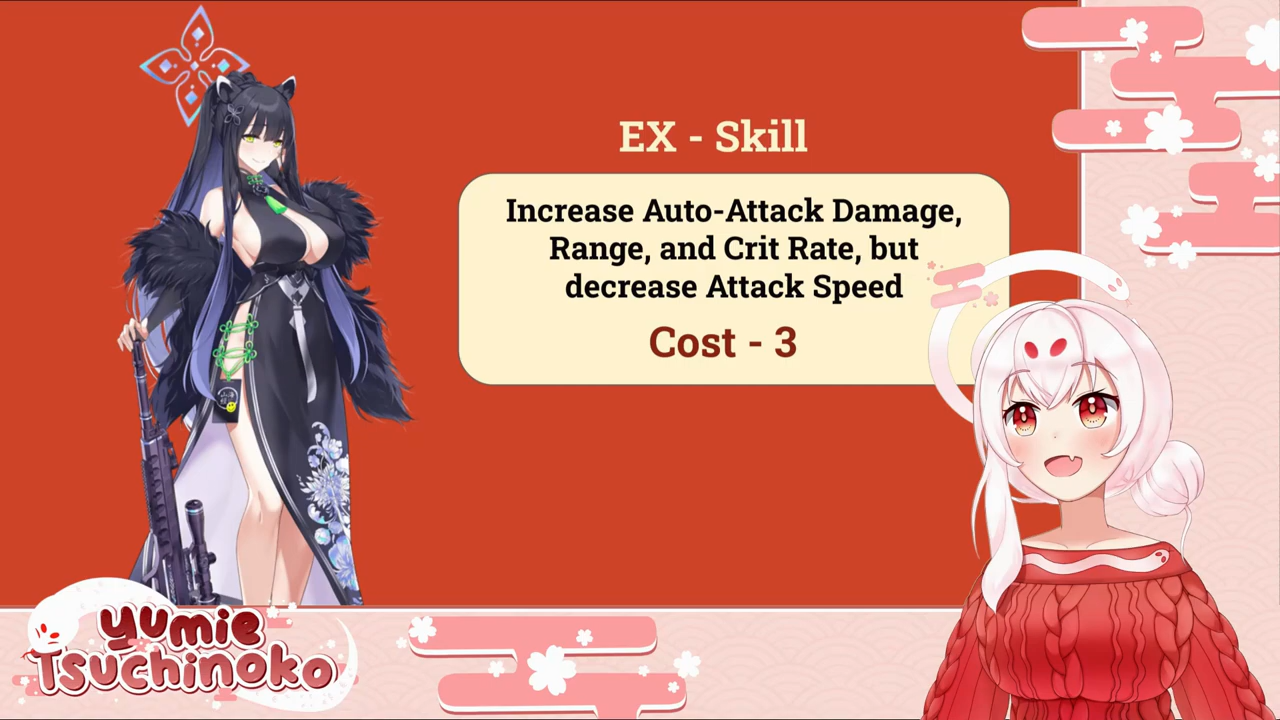 EX - Skill
Increase Auto-Attack Damage,
Range, and Crit Rate, but
decrease Attack Speed
Cost - 3
yumie
Tsuchinoko